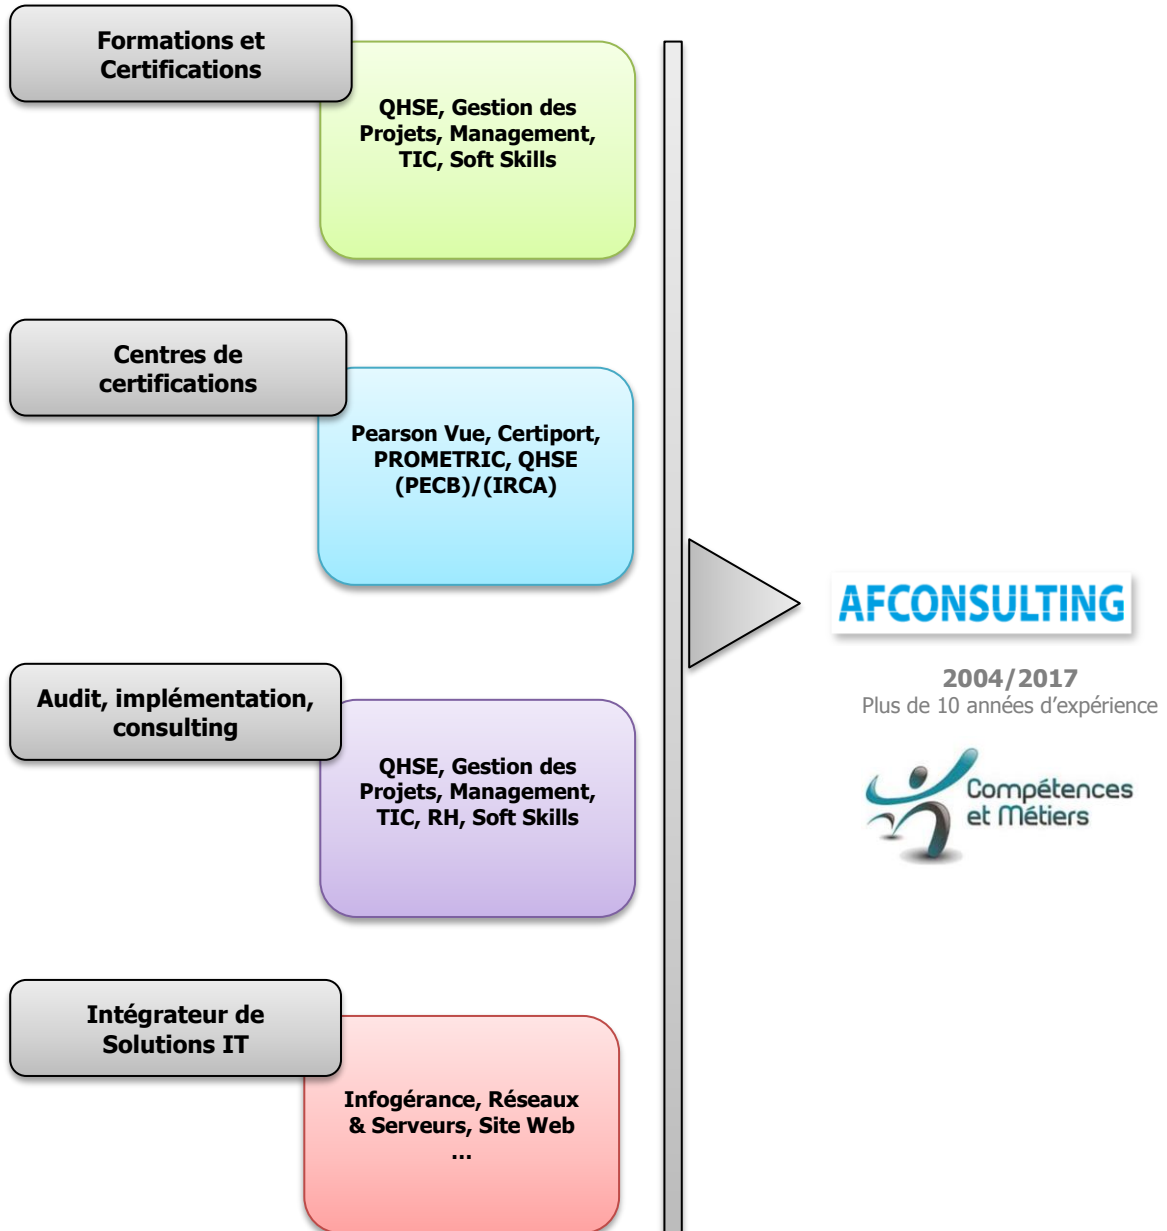 Formations et
Certifications
QHSE, Gestion des
Projets, Management,
TIC, Soft Skills
Centres de
certifications
Pearson Vue, Certiport,
PROMETRIC, QHSE
(PECB)/(IRCA)
Audit, implémentation,
consulting
QHSE, Gestion des
Projets, Management,
TIC, RH, Soft Skills
Intégrateur de
Solutions IT
Infogérance, Réseaux
& Serveurs, Site Web
...
AFCONSULTING
2004/2017
Plus de 10 années d’expérience
Compétences
et Métiers